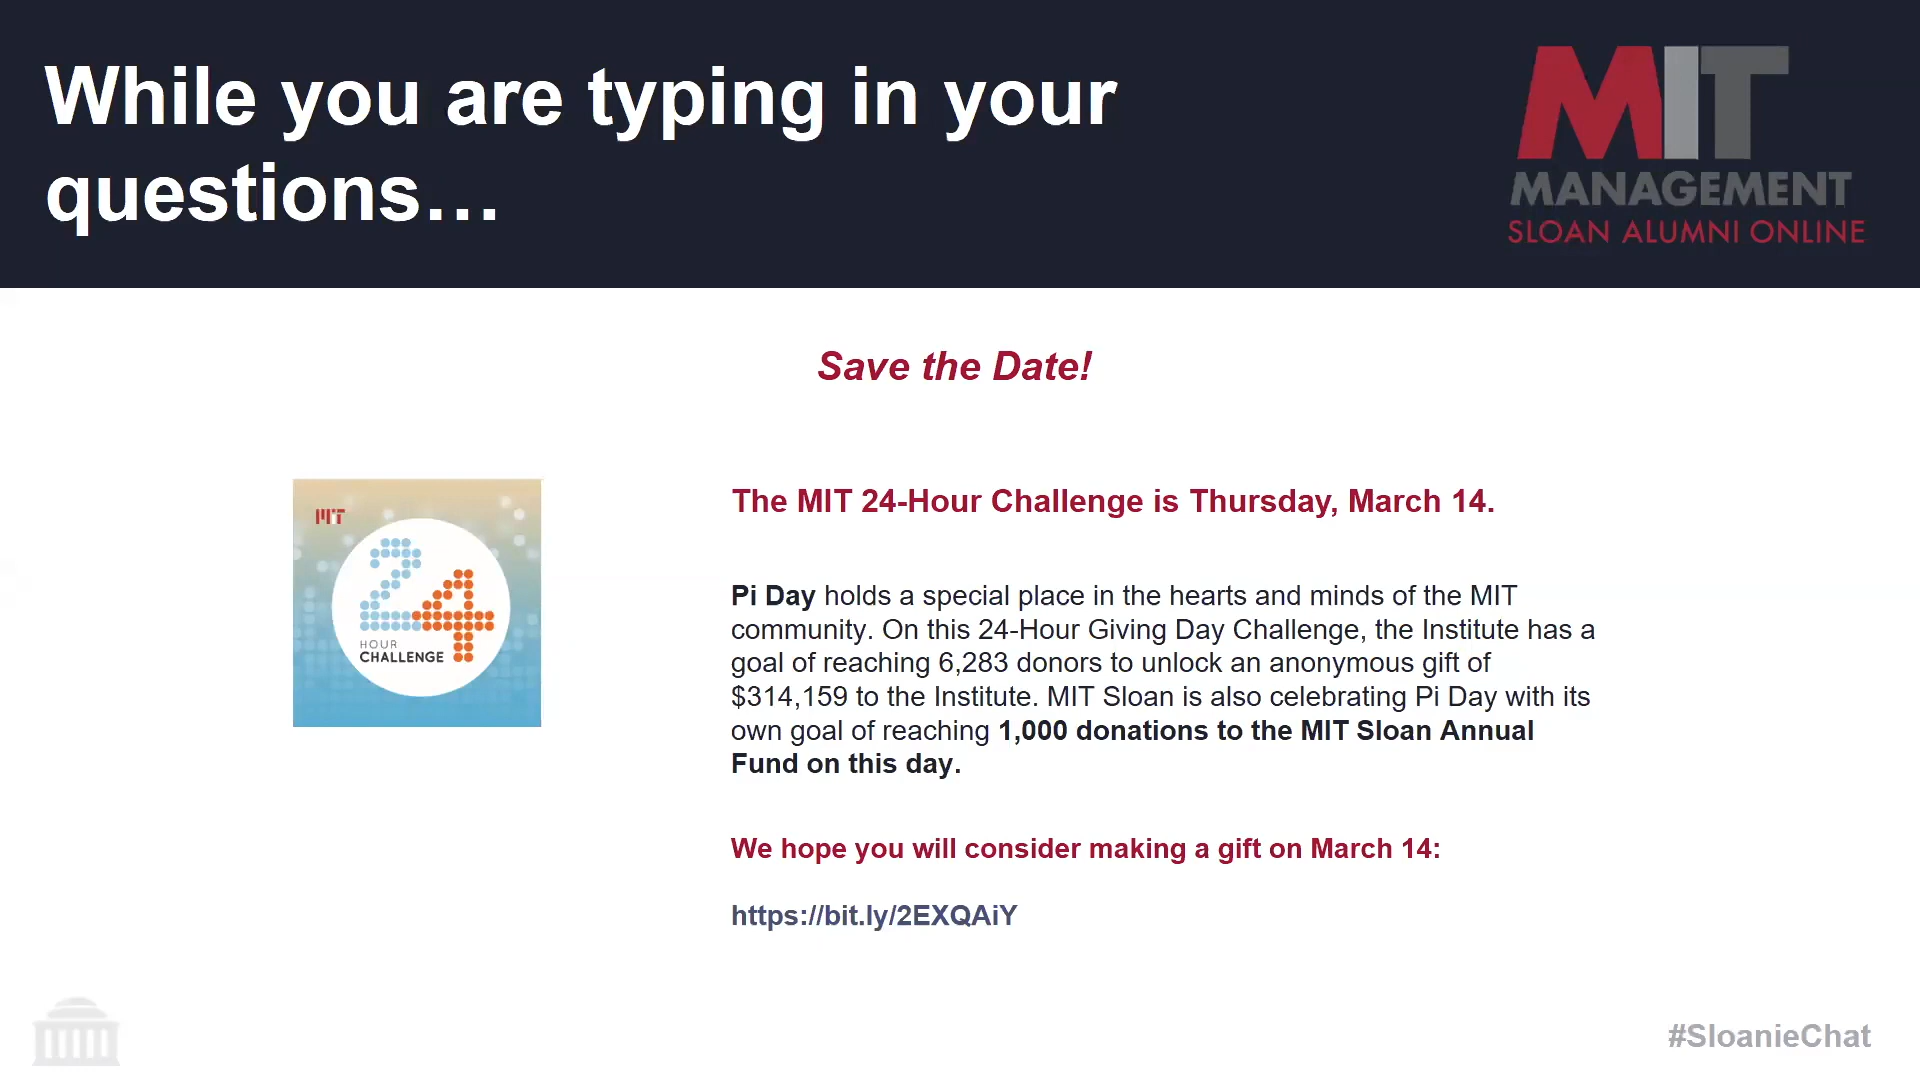 While you are typing in your
questions…
MIT
MANAGEMENT
SLOAN ALUMNI ONLINE
Save the Date!
MIT
24
HOUR
CHALLENGE
The MIT 24-Hour Challenge is Thursday, March 14.
Pi Day holds a special place in the hearts and minds of the MIT
community. On this 24-Hour Giving Day Challenge, the Institute has a
goal of reaching 6,283 donors to unlock an anonymous gift of
$314,159 to the Institute. MIT Sloan is also celebrating Pi Day with its
own goal of reaching 1,000 donations to the MIT Sloan Annual
Fund on this day.
We hope you will consider making a gift on March 14:
https://bit.ly/2EXQAiY
#SloanieChat